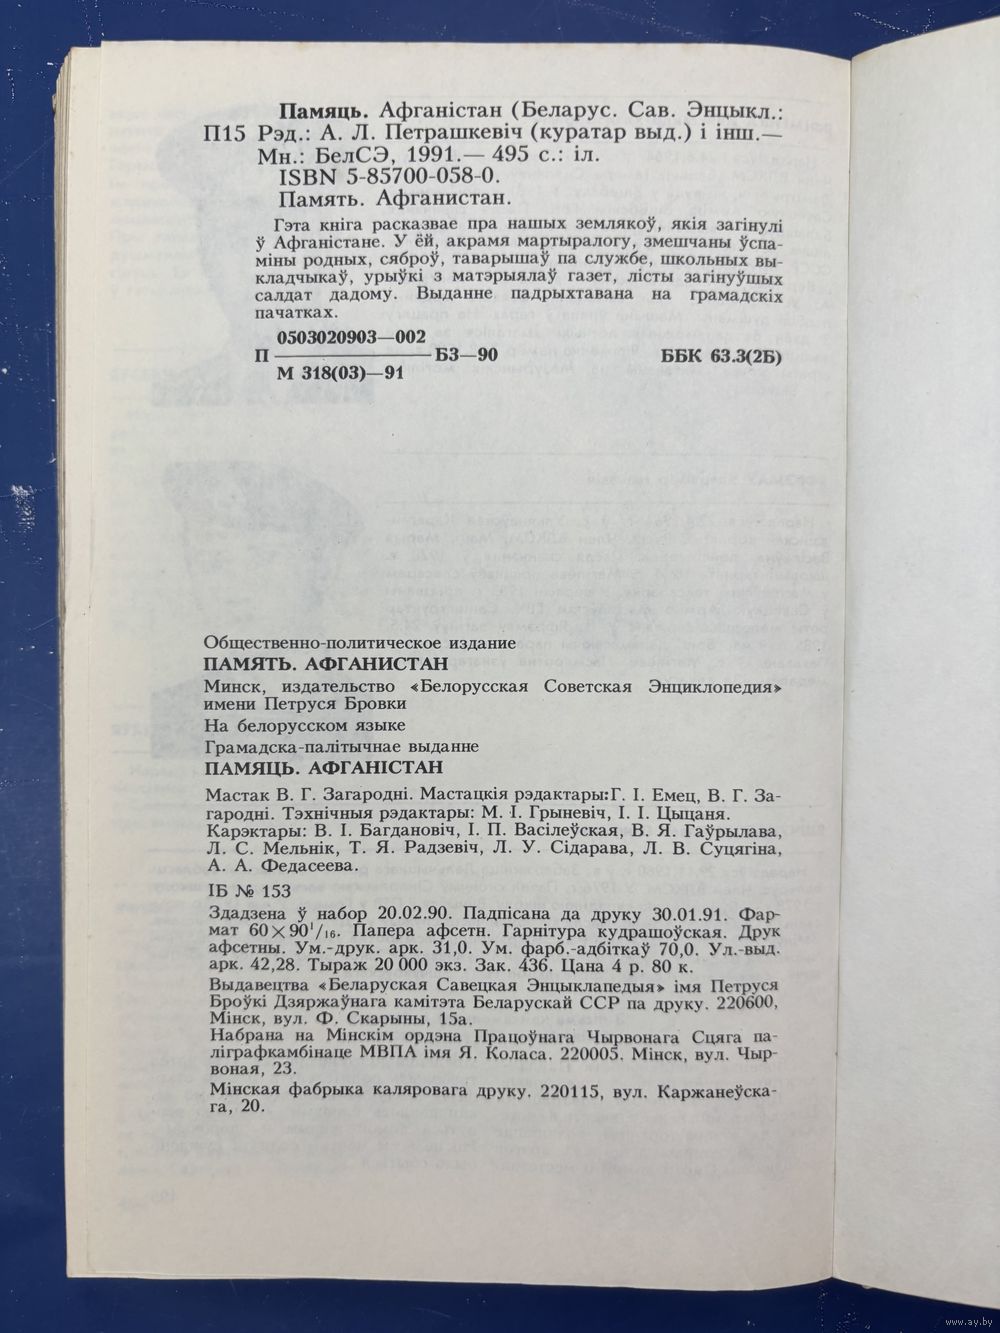 Памяць. Афганістан (Беларус. Сав. Энцыкл.:
П15 Рэд.: А. Л. Петрашкевіч (куратар выд.) і інш.—
Мн.: БелСЭ, 1991.— 495 с.: іл.
ISBN 5-85700-058-0.
Память. Афганистан.
Гэта кніга расказвае пра нашых землякоў, якія загінулі
ў Афганістане. У ёй, акрамя мартыралогу, змешчаны ўспа-
міны родных, сяброў, таварышаў па службе, школьных вы-
кладчыкаў, урыўкі з матэрыялаў газет, лісты загінуўшых
салдат дадому. Выданне падрыхтавана на грамадскіх
пачатках.
0503020903—002
П ————— БЗ—90 ББК 63.3(2Б)
М 318(03)—91
Общественно-политическое издание
ПАМЯТЬ. АФГАНИСТАН
Минск, издательство «Белорусская Советская Энциклопедия»
имени Петруся Бровки
На белорусском языке
Грамадска-палітычнае выданне
ПАМЯЦЬ. АФГАНІСТАН
Мастак В. Г. Загародні. Мастацкія рэдактары: Г. І. Емец, В. Г. За-
гародні. Тэхнічныя рэдактары: М. І. Грыневіч, І. І. Цыцаня.
Карэктары: В. І. Багдановіч, І. П. Васілеўская, В. Я. Гаўрылава,
Л. С. Мельнік, Т. Я. Радзевіч, Л. У. Сідарава, Л. В. Суцягіна,
А. А. Федасеева.
ІБ № 153
Здадзена ў набор 20.02.90. Падпісана да друку 30.01.91. Фар-
мат 60×90¹/₁₆. Папера афсетн. Гарнітура кудрашоўская. Друк
афсетны. Ум.-друк. арк. 31,0. Ум. фарб.-адбіткаў 70,0. Ул.-выд.
арк. 42,28. Тыраж 20 000 экз. Зак. 436. Цана 4 р. 80 к.
Выдавецтва «Беларуская Савецкая Энцыклапедыя» імя Петруся
Броўкі Дзяржаўнага камітэта Беларускай ССР па друку. 220600,
Мінск, вул. Ф. Скарыны, 15а.
Набрана на Мінскім ордэна Працоўнага Чырвонага Сцяга па-
ліграфкамбінаце МВПА імя Я. Коласа. 220005. Мінск, вул. Чыр-
воная, 23.
Мінская фабрыка каляровага друку. 220115, вул. Каржанеўска-
га, 20.
www.ay.by